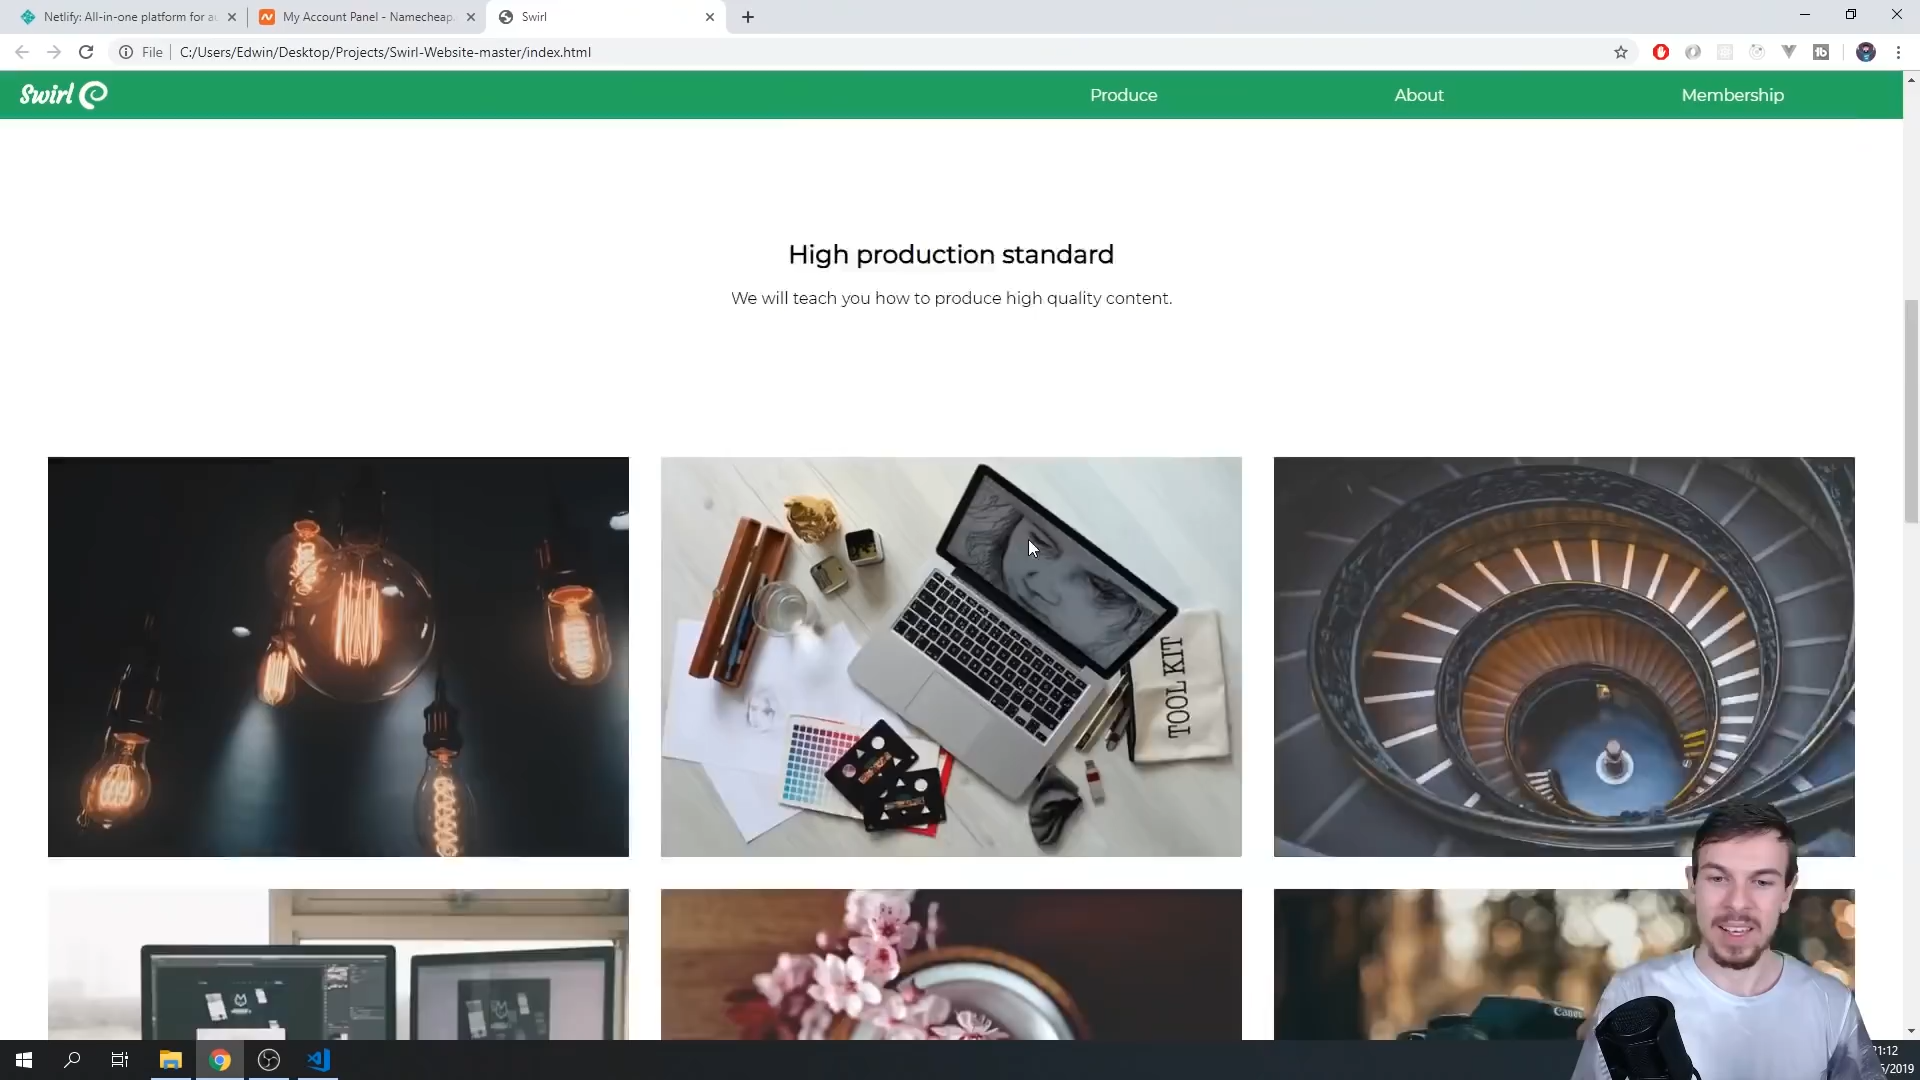 Netlify: All-in-one platform for au
My Account Panel - Namecheap.
Swirl
File
C:/Users/Edwin/Desktop/Projects/Swirl-Website-master/index.html
Swirl
Produce
About
Membership
High production standard
We will teach you how to produce high quality content.
TOOL KIT
Canon